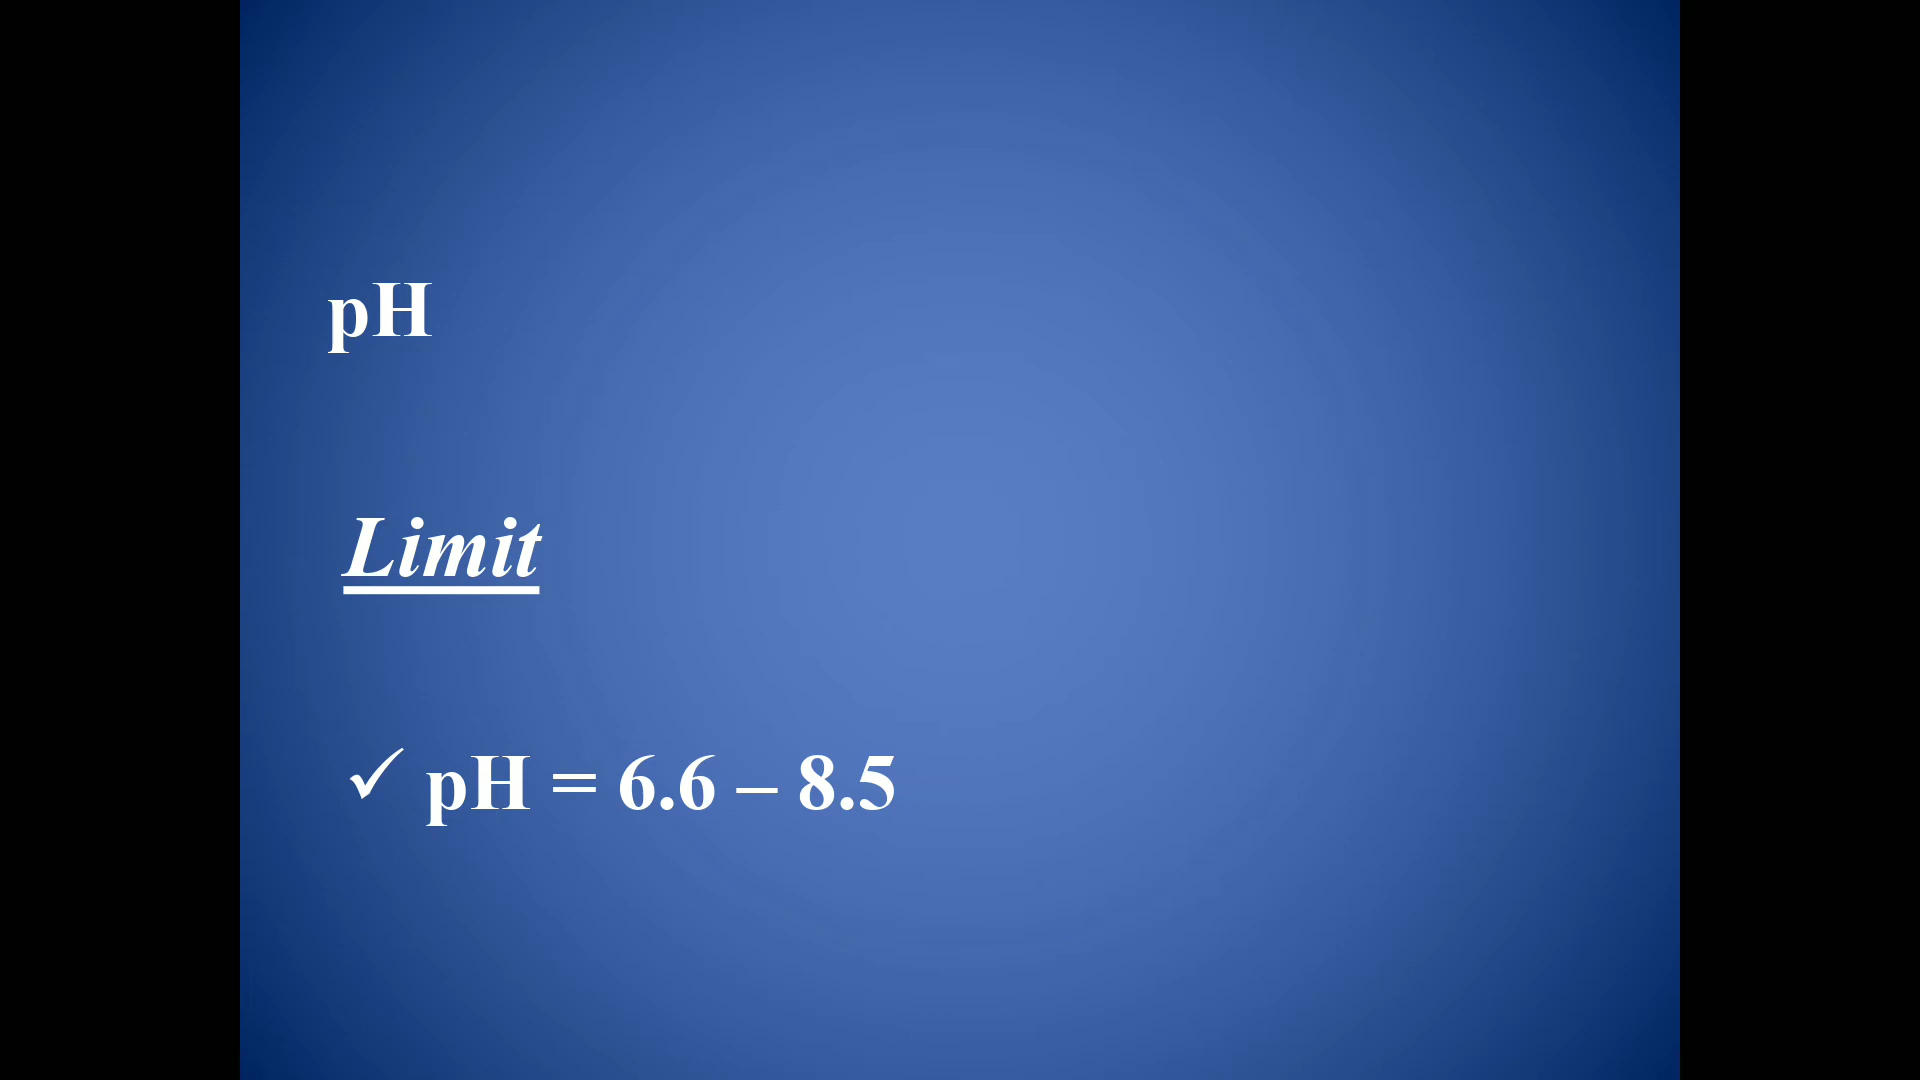 pH
Limit
✓ pH = 6.6 – 8.5